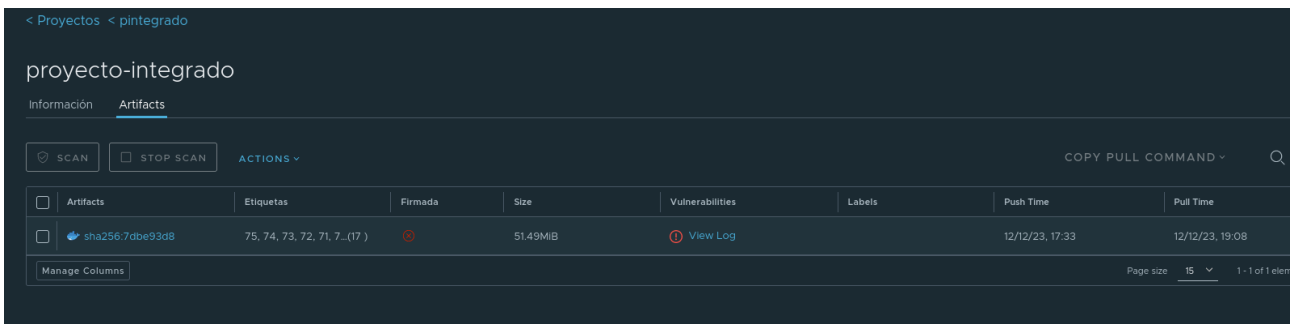 < Proyectos < pintegrado
proyecto-integrado
Información Artifacts
SCAN STOP SCAN ACTIONS COPY PULL COMMAND
Artifacts Etiquetas Firmada Size Vulnerabilities Labels Push Time Pull Time
sha256:7dbe93d8 75, 74, 73, 72, 71, 7...(17 ) 51.49MiB View Log 12/12/23, 17:33 12/12/23, 19:08
Manage Columns Page size 15 1 - 1 of 1 elem